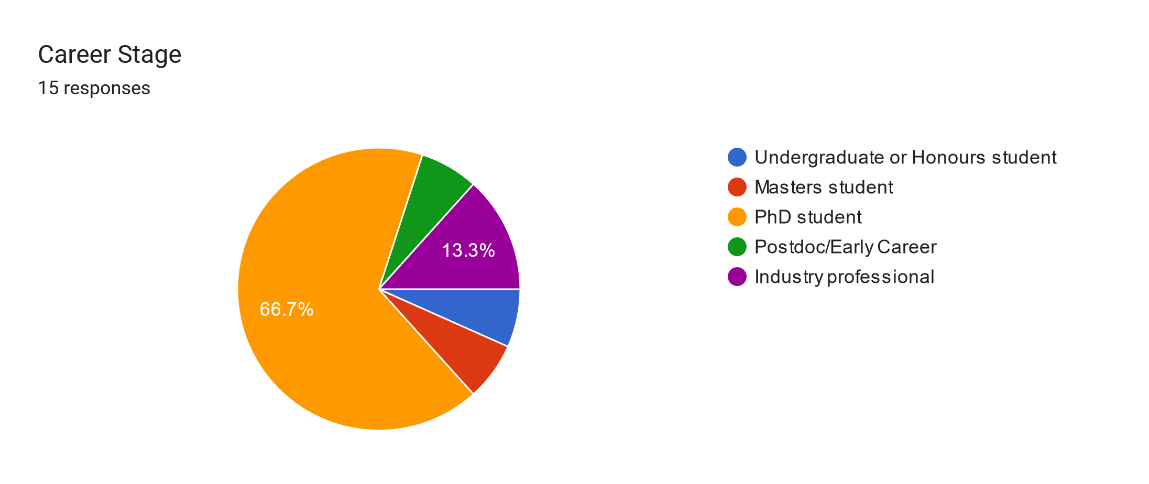 Career Stage
15 responses
Undergraduate or Honours student
Masters student
PhD student
Postdoc/Early Career
Industry professional
13.3%
66.7%